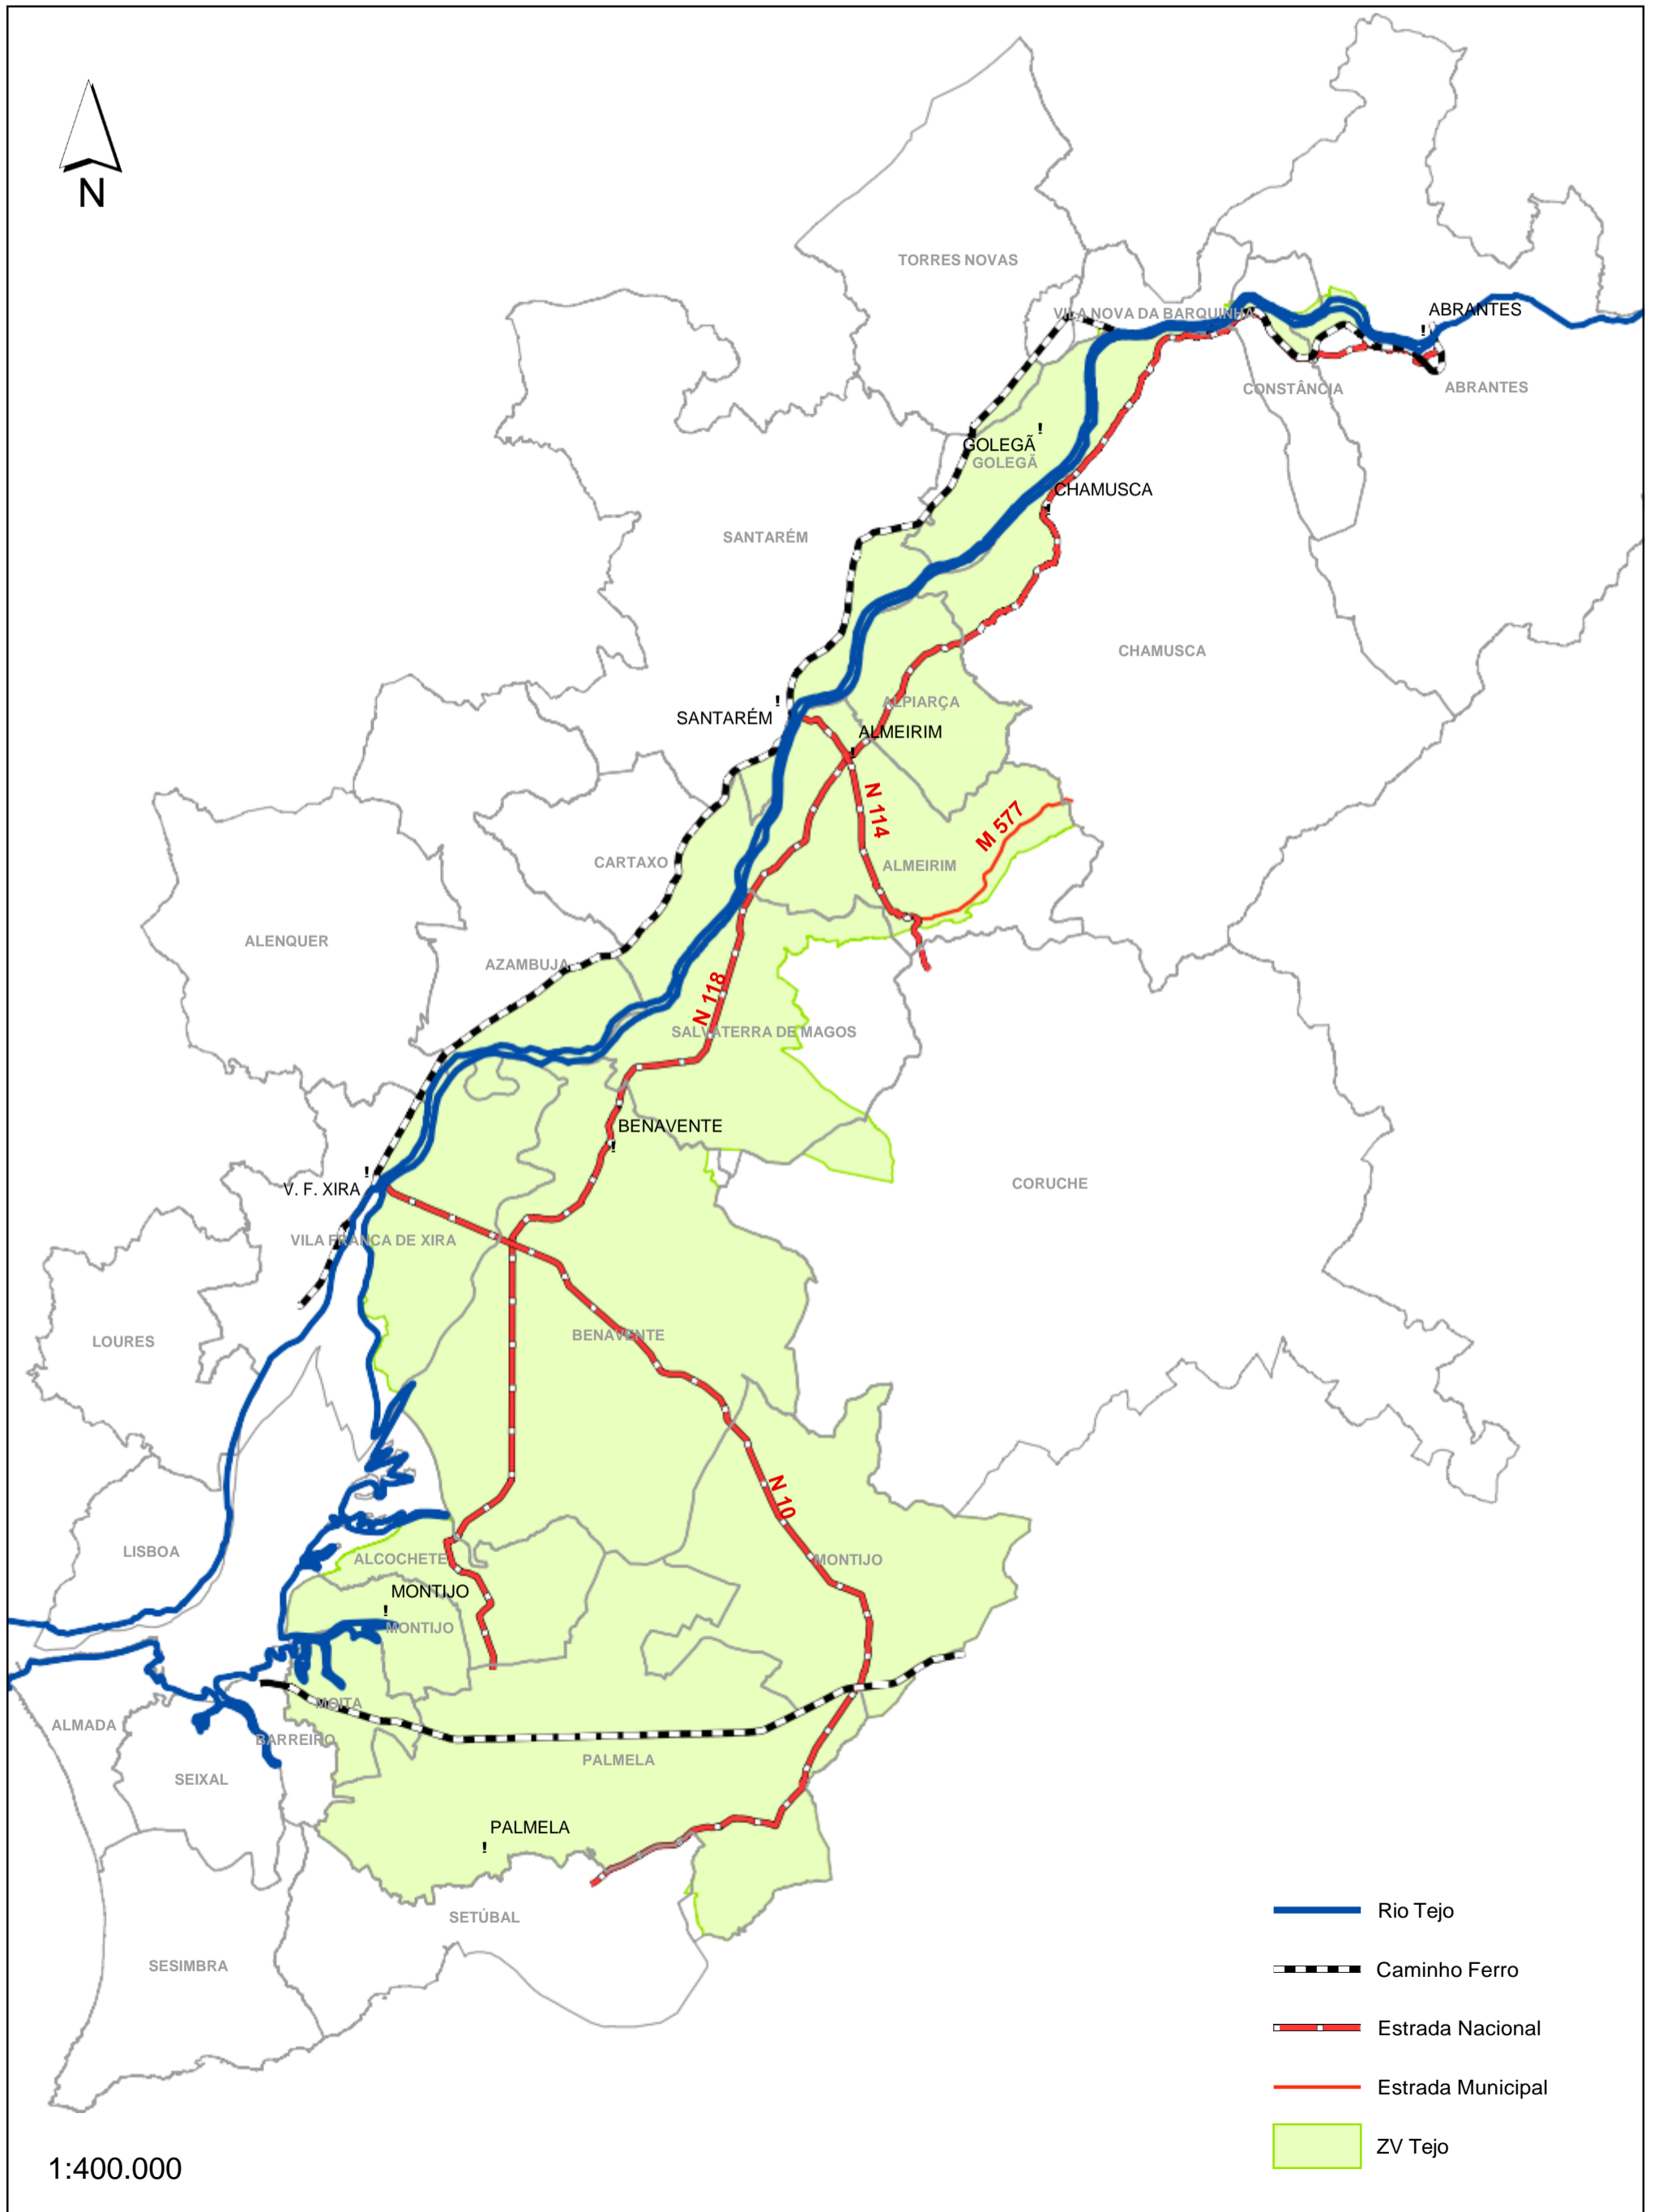 N
TORRES NOVAS
VILA NOVA DA BARQUINHA
ABRANTES
CONSTÂNCIA
ABRANTES
GOLEGÃ
GOLEGÃ
CHAMUSCA
SANTARÉM
CHAMUSCA
ALPIARÇA
SANTARÉM
ALMEIRIM
N 114
M 577
CARTAXO
ALMEIRIM
ALENQUER
AZAMBUJA
N 118
SALVATERRA DE MAGOS
BENAVENTE
V. F. XIRA
CORUCHE
VILA FRANCA DE XIRA
LOURES
BENAVENTE
N 10
LISBOA
ALCOCHETE
MONTIJO
MONTIJO
MONTIJO
MOITA
ALMADA
BARREIRO
PALMELA
SEIXAL
PALMELA
SETÚBAL
SESIMBRA
Rio Tejo
Caminho Ferro
Estrada Nacional
Estrada Municipal
ZV Tejo
1:400.000